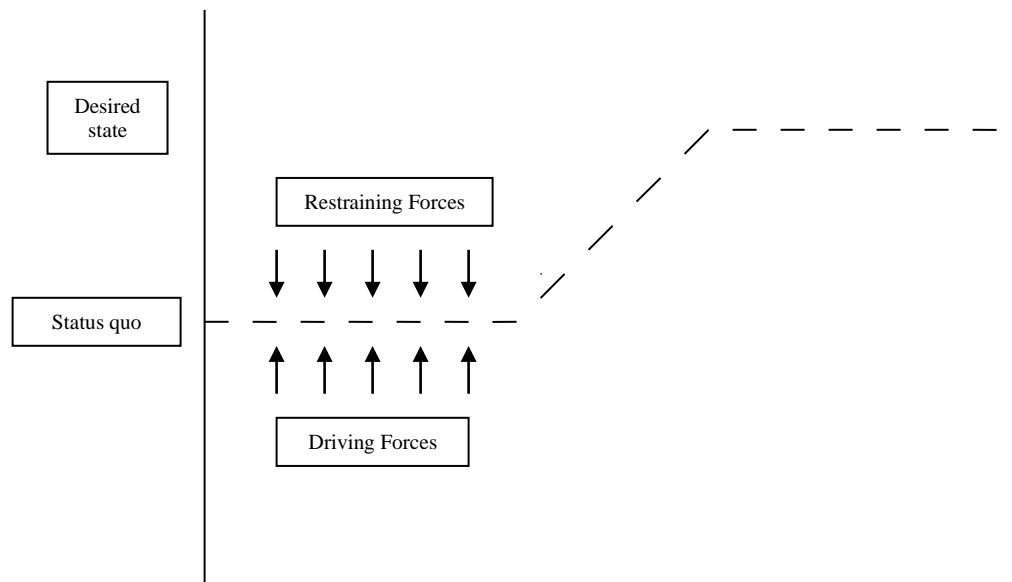 Desired
state
Restraining Forces
Status quo
Driving Forces